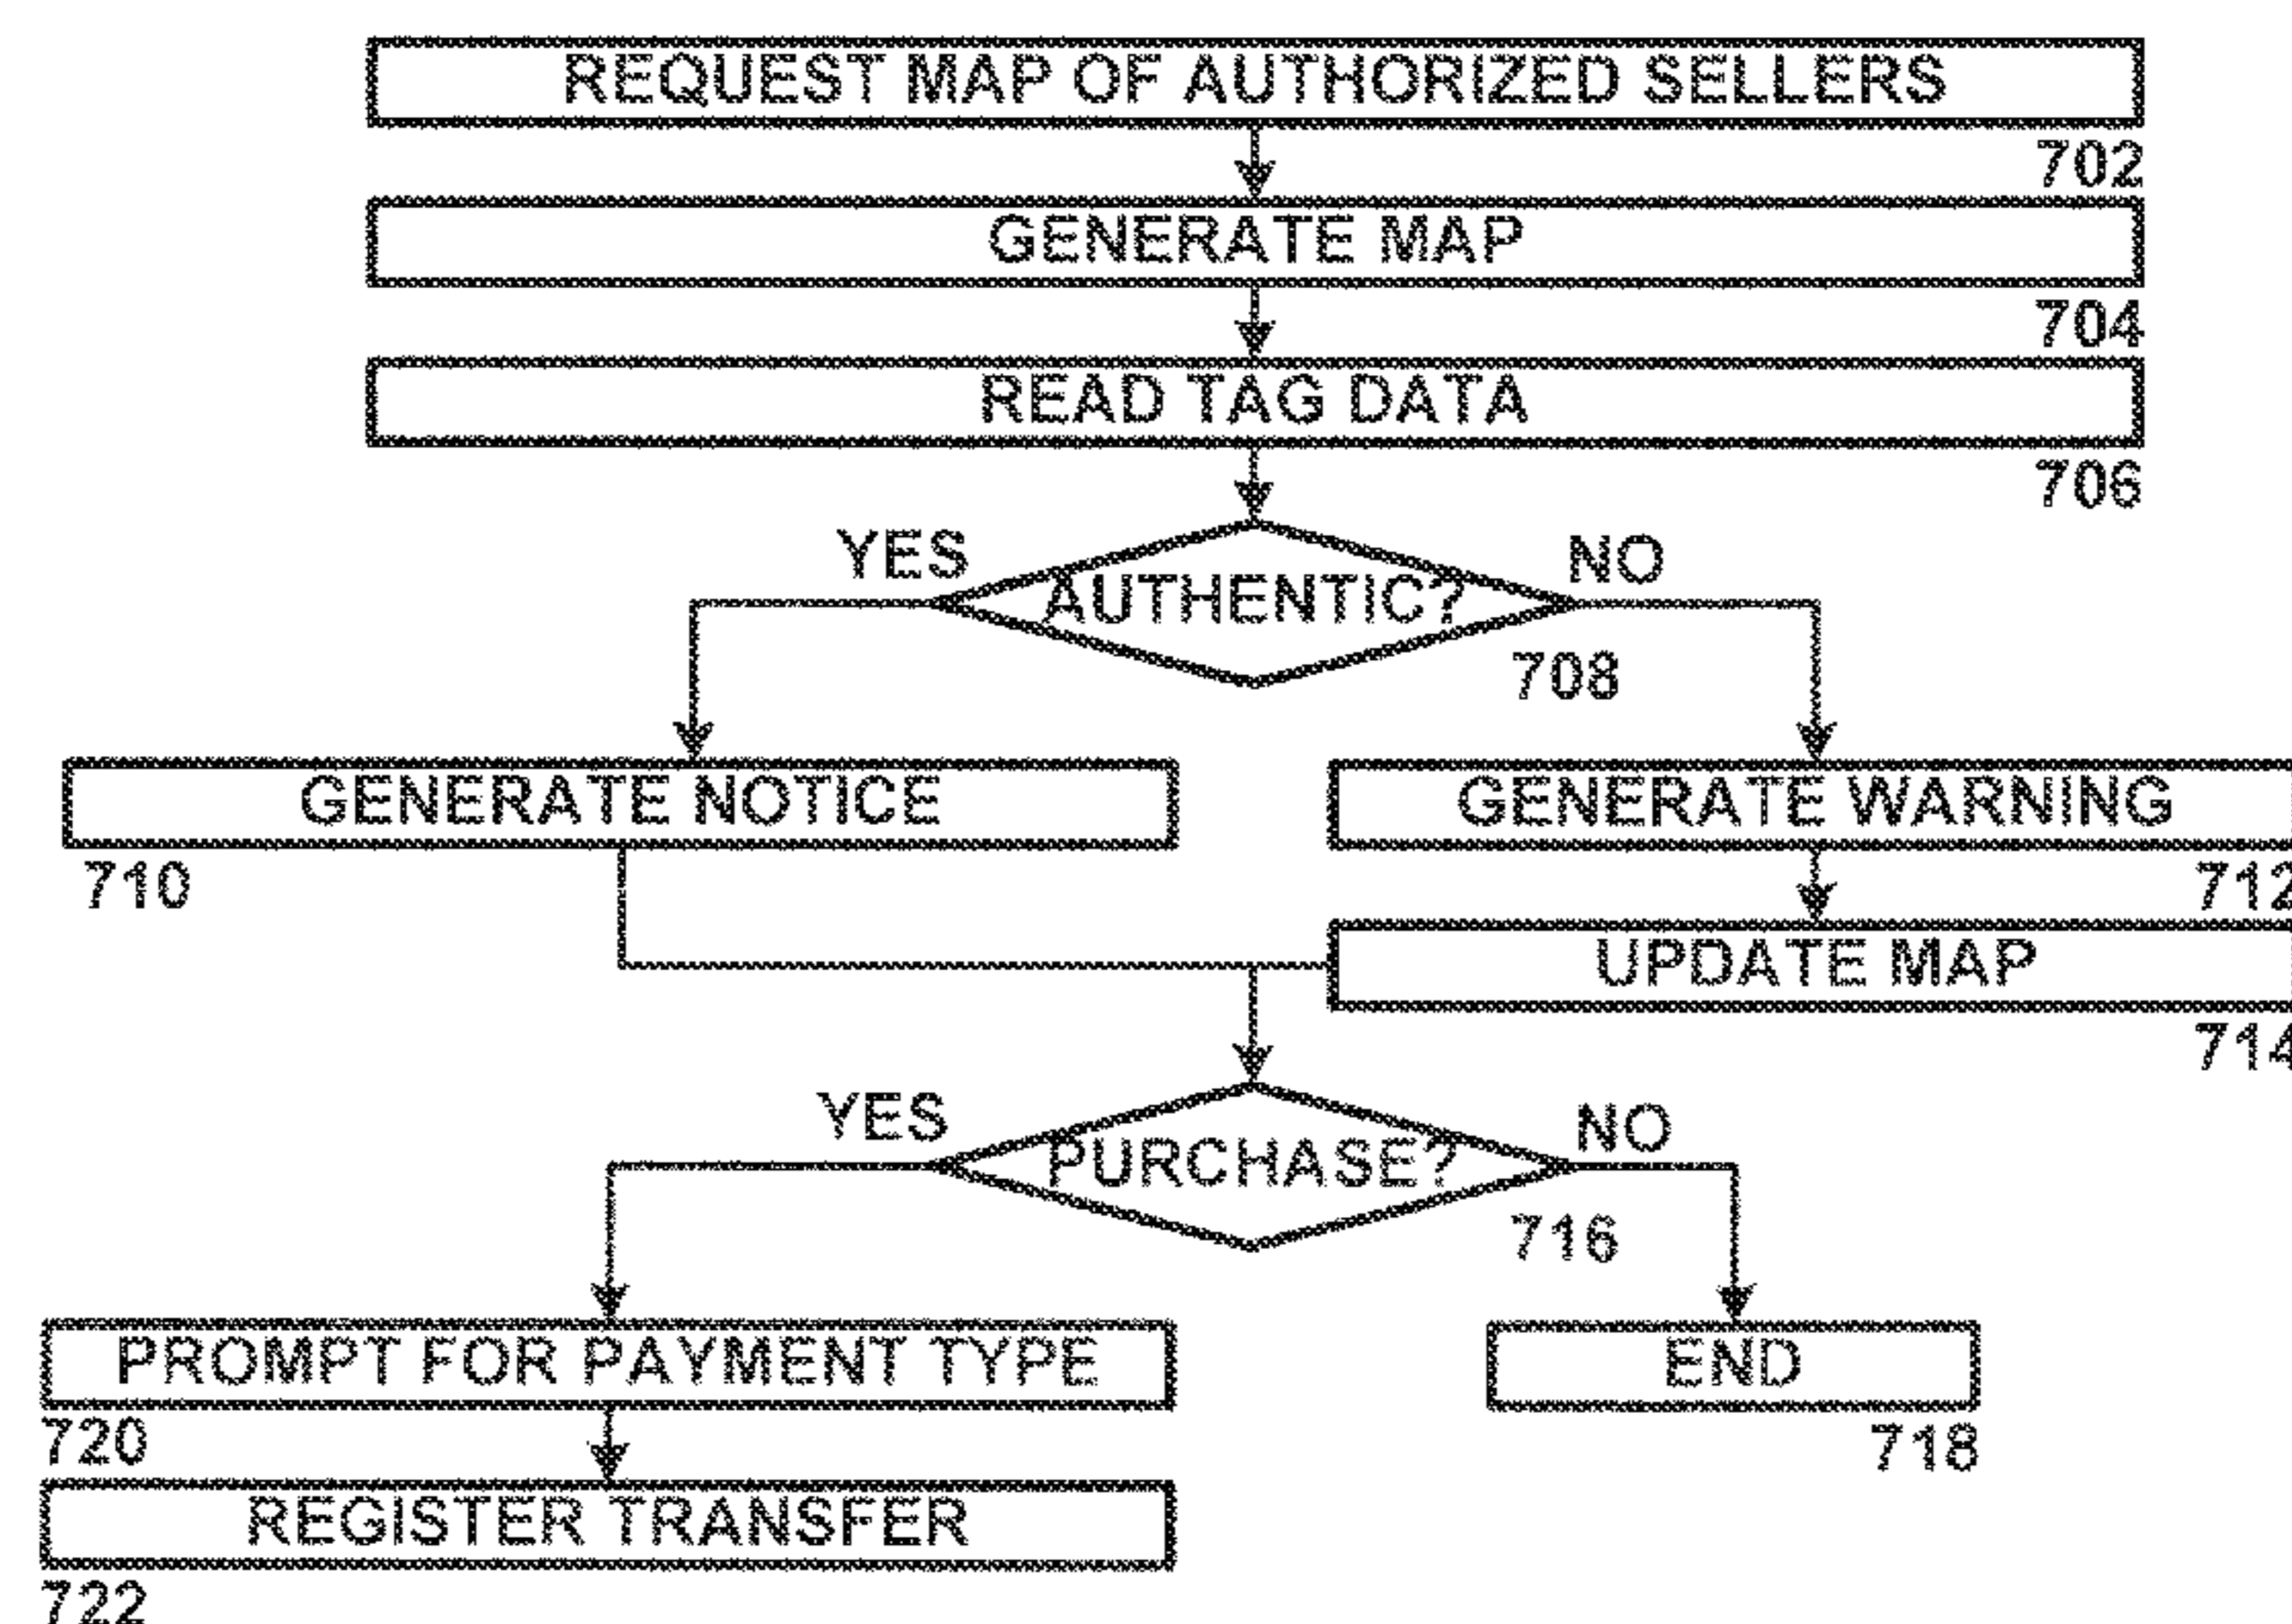 REQUEST MAP OF AUTHORIZED SELLERS
702
GENERATE MAP
704
READ TAG DATA
706
YES
NO
AUTHENTIC?
708
GENERATE NOTICE
GENERATE WARNING
710
712
UPDATE MAP
714
YES
NO
PURCHASE?
716
PROMPT FOR PAYMENT TYPE
END
720
718
REGISTER TRANSFER
722